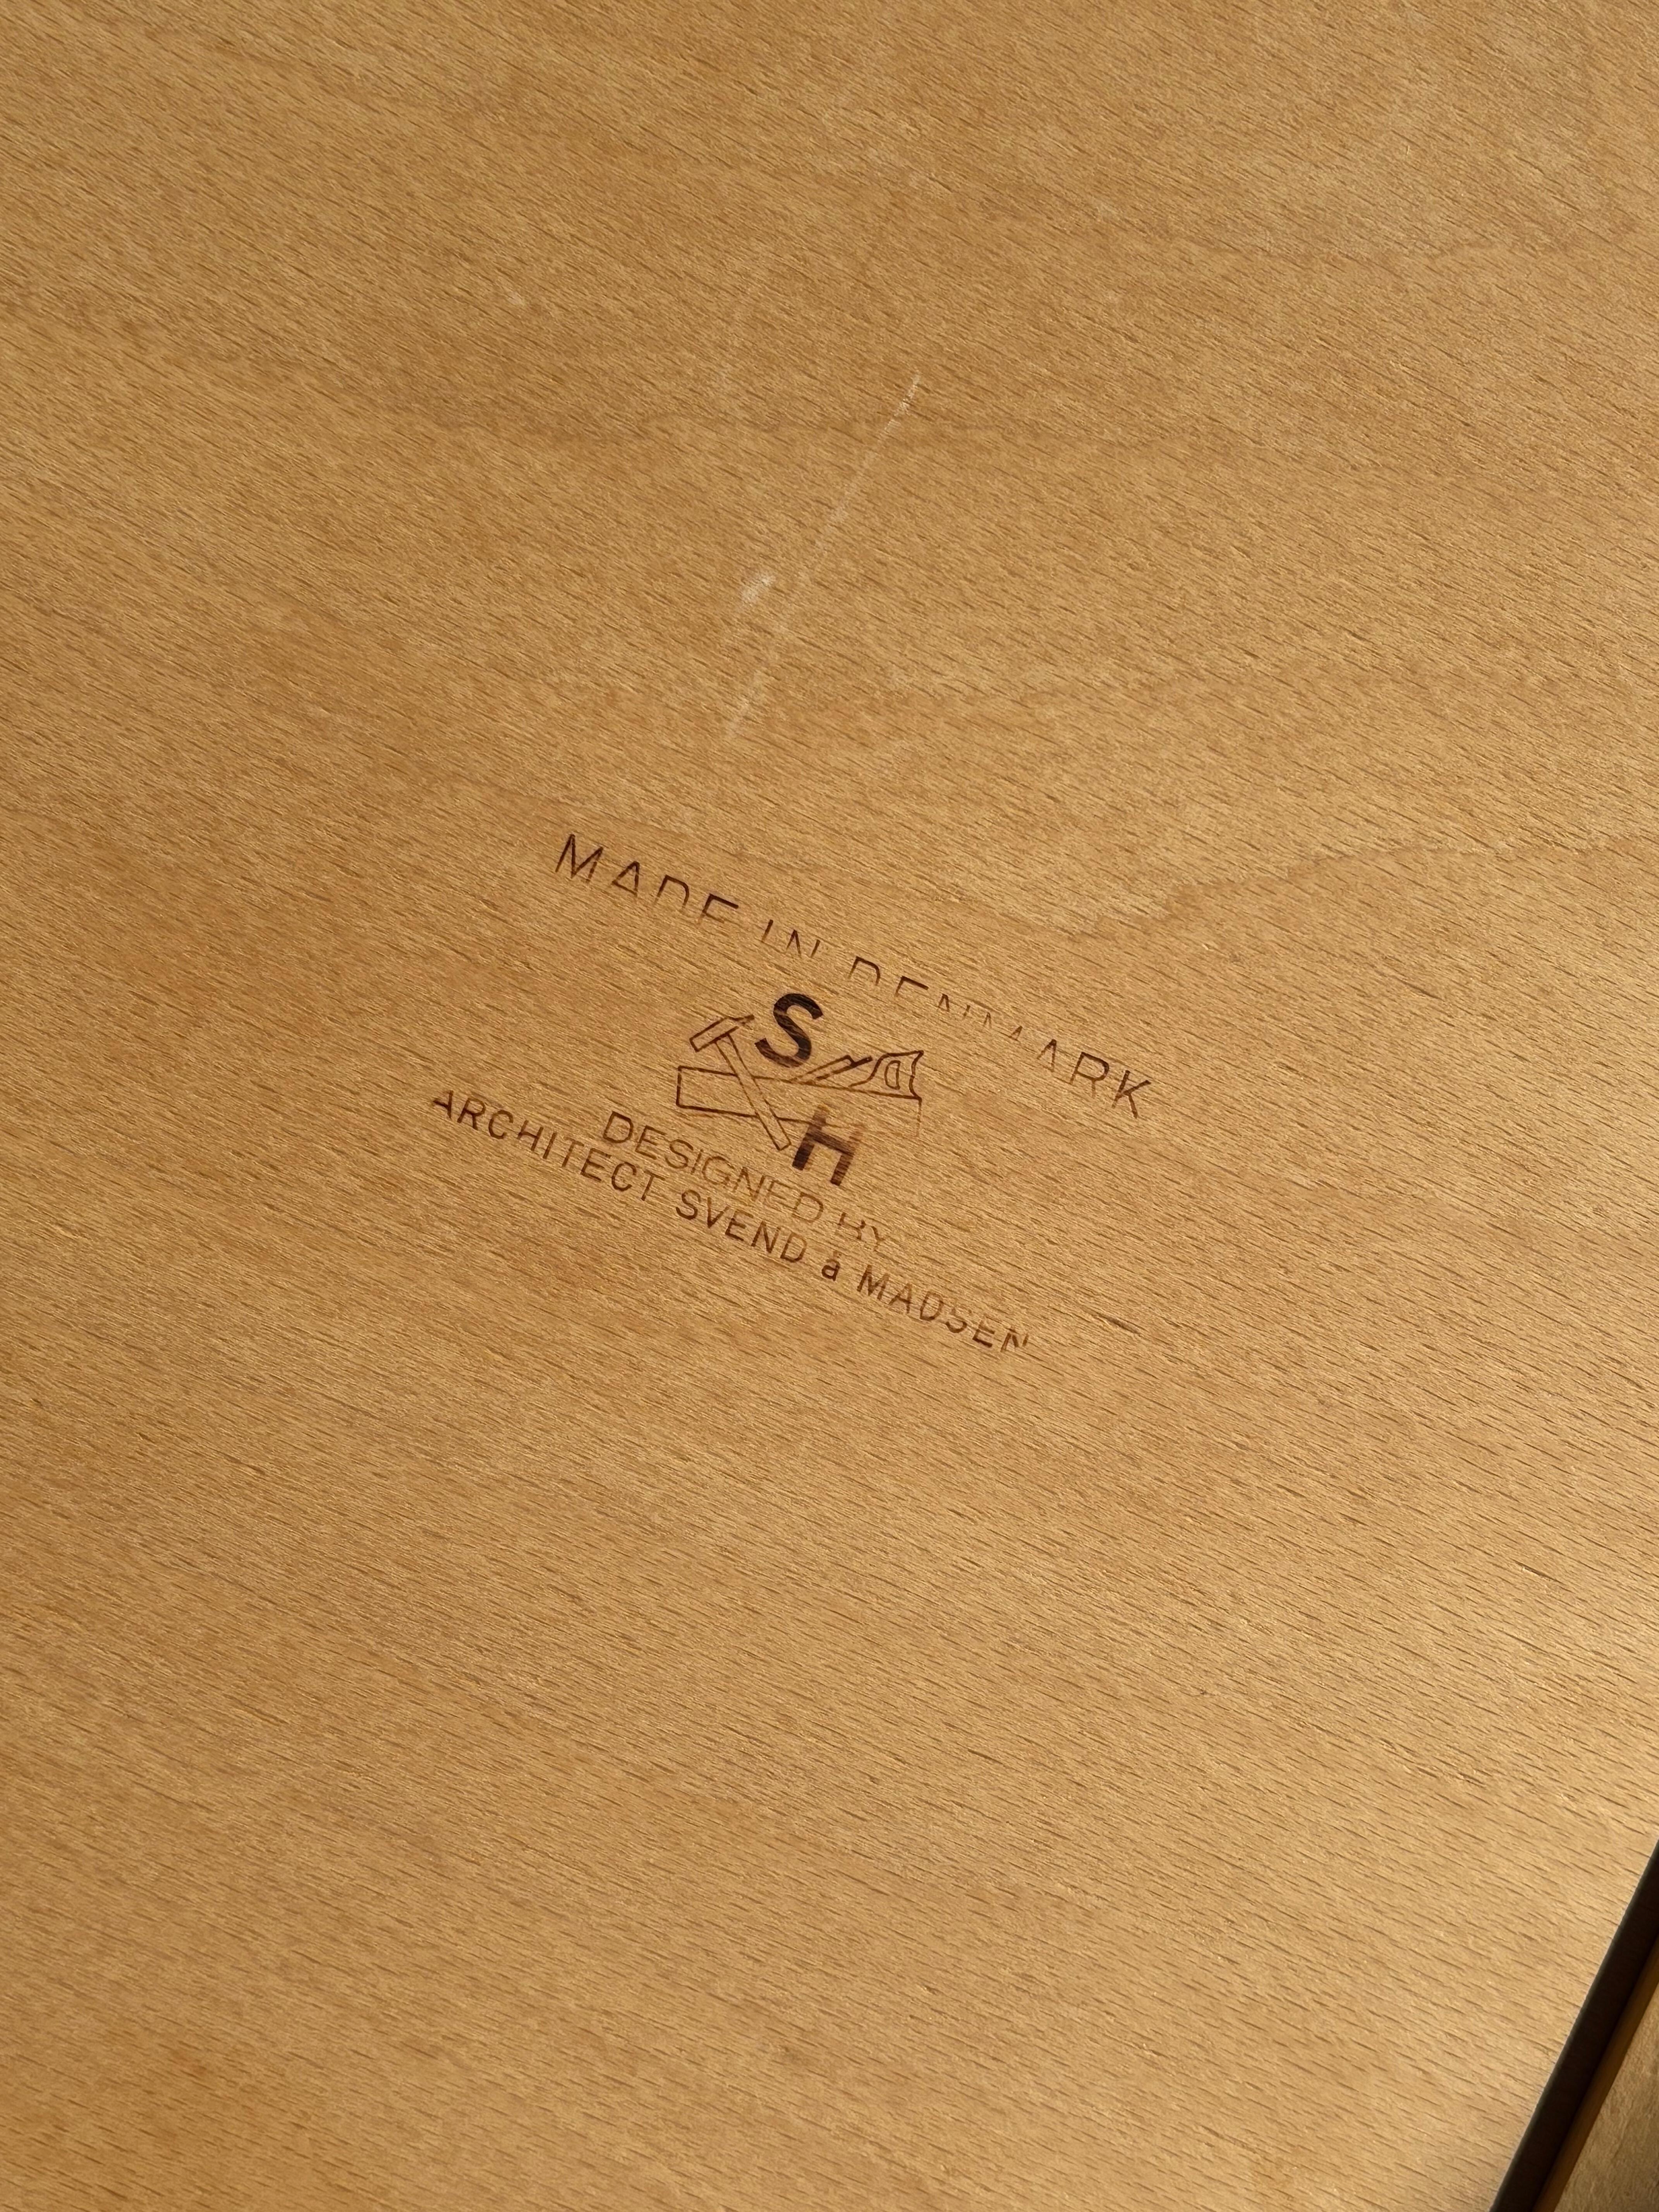 MADE IN DENMARK
S
H
DESIGNED BY
ARCHITECT SVEND å MADSEN